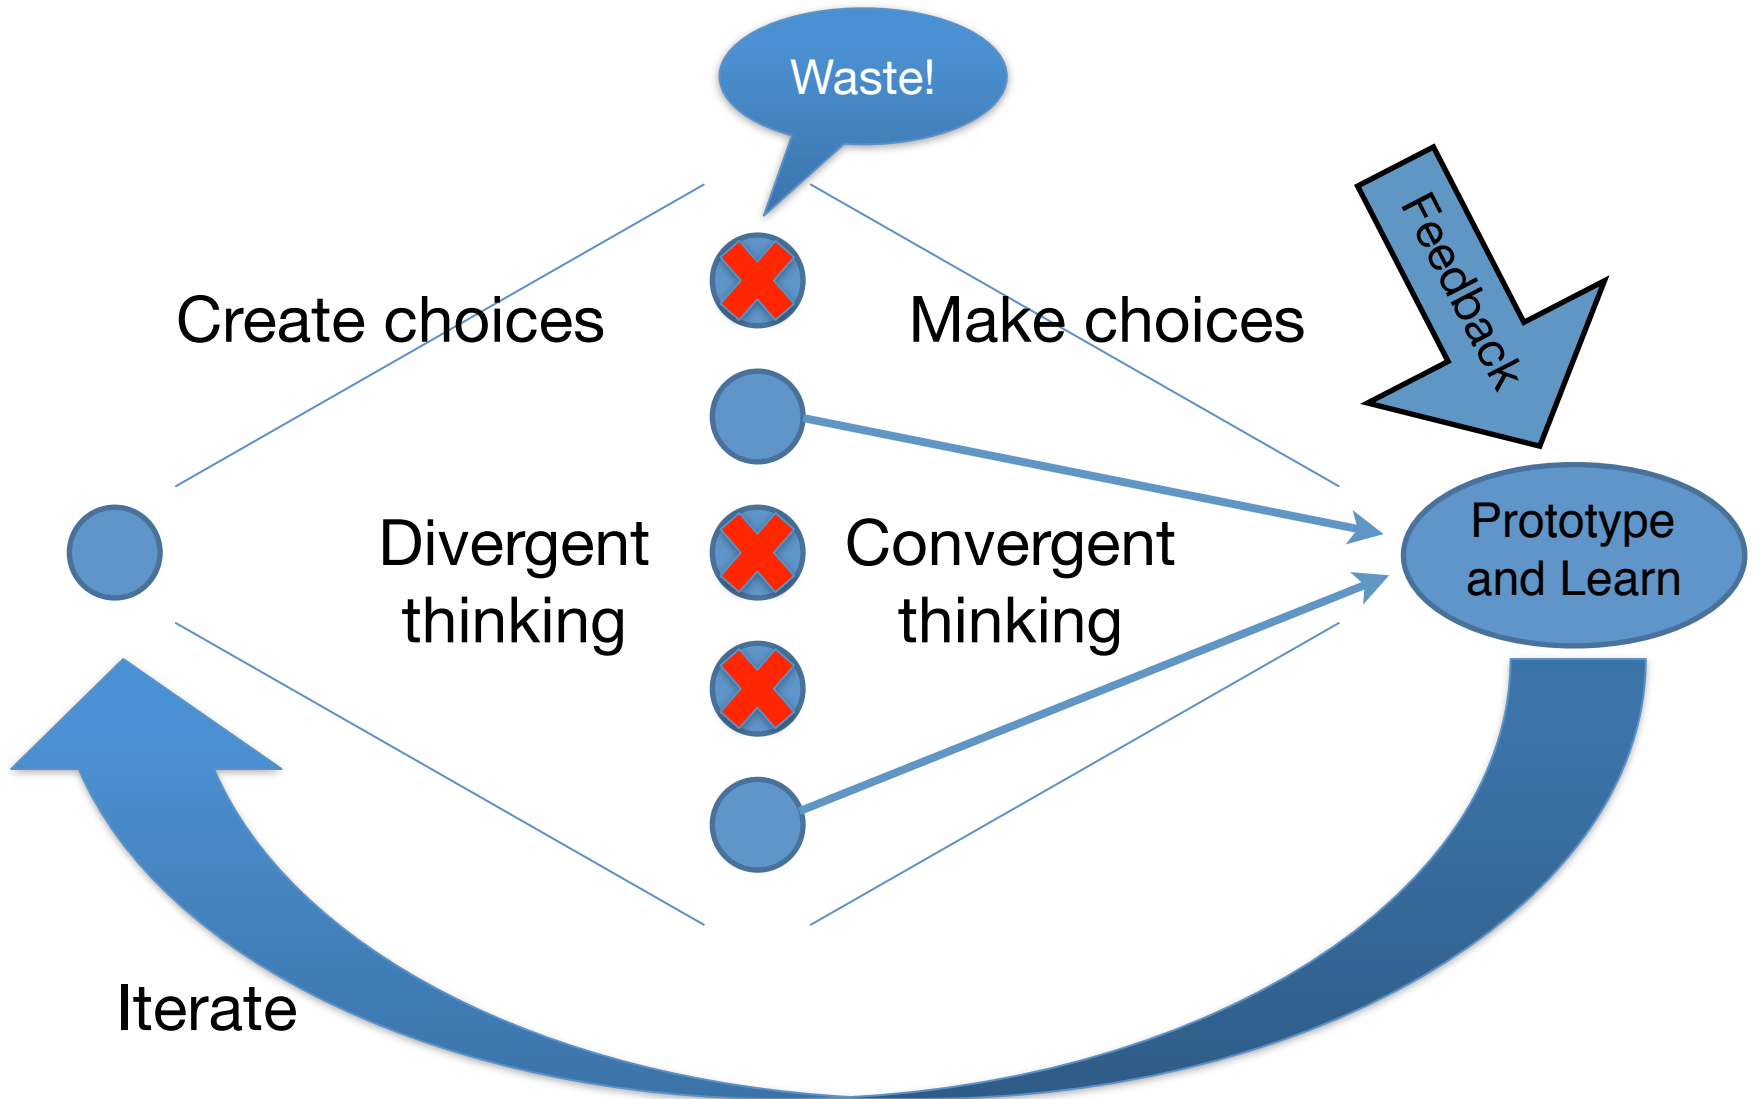 Waste!
Create choices
Make choices
Feedback
Divergent
thinking
Convergent
thinking
Prototype
and Learn
Iterate